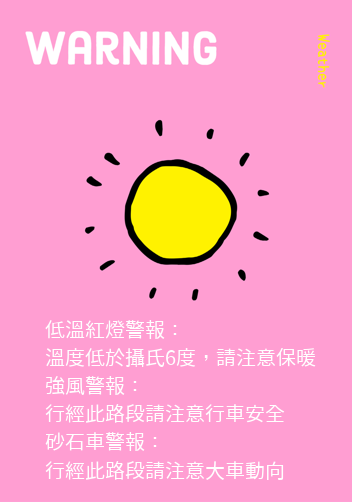 WARNING
Weather
低溫紅燈警報：
溫度低於攝氏6度，請注意保暖
強風警報：
行經此路段請注意行車安全
砂石車警報：
行經此路段請注意大車動向